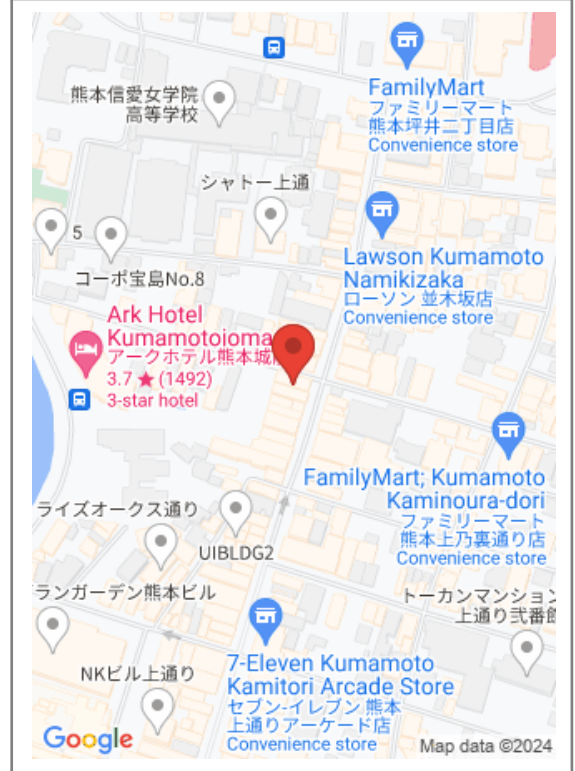 FamilyMart
ファミリーマート
熊本坪井二丁目店
Convenience store
熊本信愛女学院
高等学校
シャトー上通
5
コーポ宝島No.8
Lawson Kumamoto
Namikizaka
ローソン 並木坂店
Convenience store
Ark Hotel
Kumamotojoma
アークホテル熊本城
3.7 ★ (1492)
3-star hotel
FamilyMart; Kumamoto
Kaminoura-dori
ファミリーマート
熊本上乃裏通り店
Convenience store
ライズオークス通り
UIBLDG2
ランガーデン熊本ビル
トーカンマンション
上通り弐番館
7-Eleven Kumamoto
Kamitori Arcade Store
セブン-イレブン 熊本
上通りアーケード店
Convenience store
NKビル上通り
Google
Map data ©2024